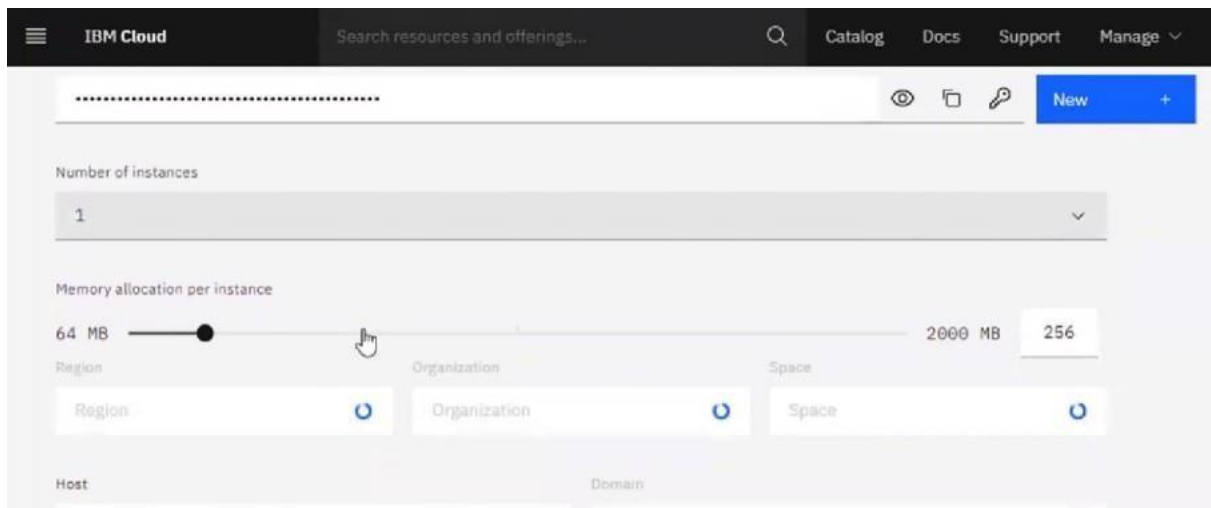 IBM Cloud Search resources and offerings... Catalog Docs Support Manage
•••••••••••••••••••••••••••••••••••••••••••• New +
Number of instances
1
Memory allocation per instance
64 MB 2000 MB 256
Region Organization Space
Region Organization Space
Host Domain